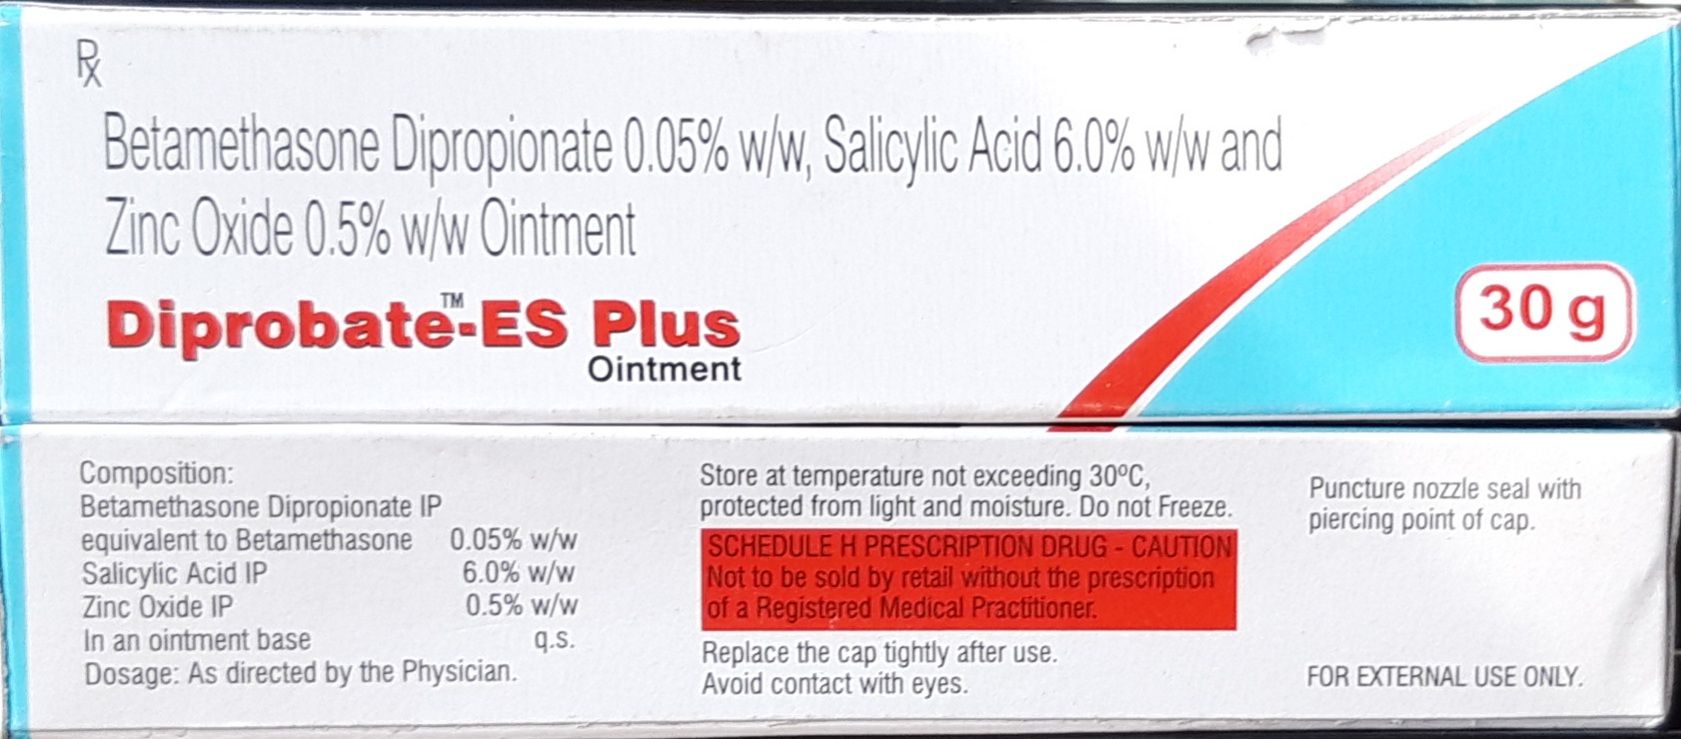 Rx
Betamethasone Dipropionate 0.05% w/w, Salicylic Acid 6.0% w/w and
Zinc Oxide 0.5% w/w Ointment
Diprobate™-ES Plus
Ointment
30 g
Composition:
Betamethasone Dipropionate IP
equivalent to Betamethasone 0.05% w/w
Salicylic Acid IP 6.0% w/w
Zinc Oxide IP 0.5% w/w
In an ointment base q.s.
Dosage: As directed by the Physician.
Store at temperature not exceeding 30ºC,
protected from light and moisture. Do not Freeze.
SCHEDULE H PRESCRIPTION DRUG - CAUTION
Not to be sold by retail without the prescription
of a Registered Medical Practitioner.
Replace the cap tightly after use.
Avoid contact with eyes.
Puncture nozzle seal with
piercing point of cap.
FOR EXTERNAL USE ONLY.